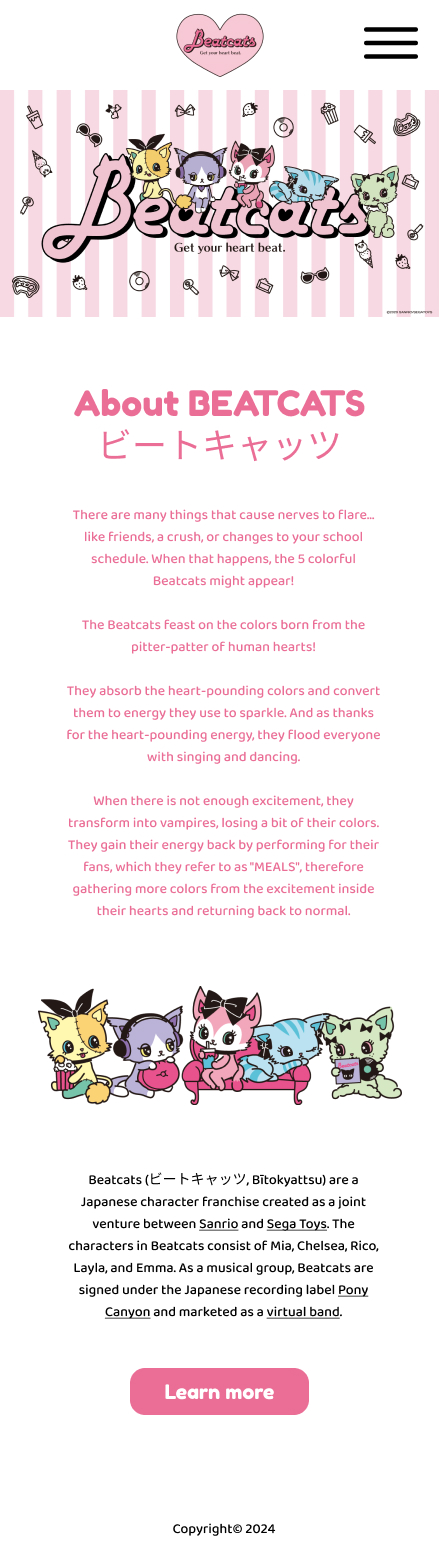 Beatcats
Get your heart beat.
Beatcats
Get your heart beat.
About BEATCATS
ビートキャッツ
There are many things that cause nerves to flare...
like friends, a crush, or changes to your school
schedule. When that happens, the 5 colorful
Beatcats might appear!
The Beatcats feast on the colors born from the
pitter-patter of human hearts!
They absorb the heart-pounding colors and convert
them to energy they use to sparkle. And as thanks
for the heart-pounding energy, they flood everyone
with singing and dancing.
When there is not enough excitement, they
transform into vampires, losing a bit of their colors.
They gain their energy back by performing for their
fans, which they refer to as "MEALS", therefore
gathering more colors from the excitement inside
their hearts and returning back to normal.
Beatcats (ビートキャッツ, Bītokyattsu) are a
Japanese character franchise created as a joint
venture between Sanrio and Sega Toys. The
characters in Beatcats consist of Mia, Chelsea, Rico,
Layla, and Emma. As a musical group, Beatcats are
signed under the Japanese recording label Pony
Canyon and marketed as a virtual band.
Learn more
Copyright© 2024